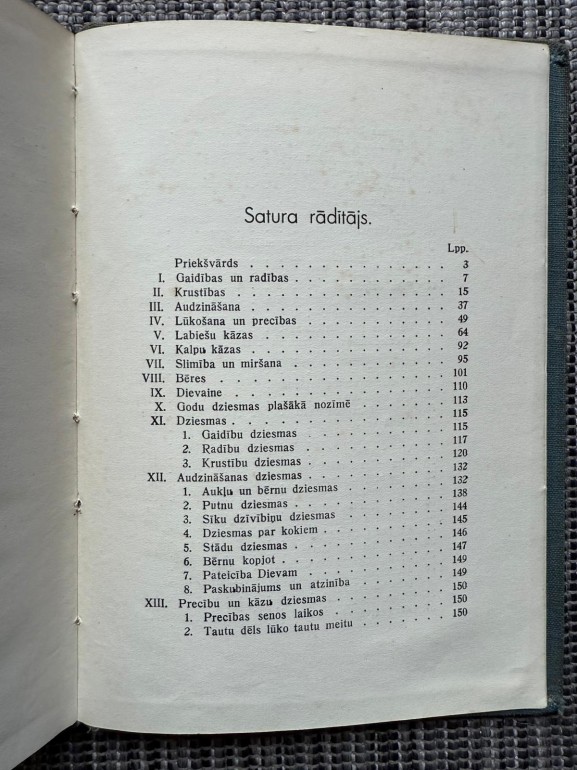 Satura rādītājs.
Lpp.
Priekšvārds . . . . . . . . . . . . . 3
I. Gaidības un radības . . . . . . . . . . . 7
II. Krustības . . . . . . . . . . . . . . 15
III. Audzināšana . . . . . . . . . . . . . 37
IV. Lūkošana un precības . . . . . . . . . . 49
V. Labiešu kāzas . . . . . . . . . . . . . 64
VI. Kalpu kāzas . . . . . . . . . . . . . 92
VII. Slimība un miršana . . . . . . . . . . . 95
VIII. Bēres . . . . . . . . . . . . . . . 101
IX. Dievaine . . . . . . . . . . . . . . 110
X. Godu dziesmas plašākā nozīmē . . . . . . . 113
XI. Dziesmas . . . . . . . . . . . . . . 115
1. Gaidību dziesmas . . . . . . . . . . 115
2. Radību dziesmas . . . . . . . . . . 117
3. Krustību dziesmas . . . . . . . . . . 120
XII. Audzināšanas dziesmas . . . . . . . . . . 132
1. Aukļu un bērnu dziesmas . . . . . . . . 132
2. Putnu dziesmas . . . . . . . . . . . 138
3. Sīku dzīvībiņu dziesmas . . . . . . . . 144
4. Dziesmas par kokiem . . . . . . . . . 145
5. Stādu dziesmas . . . . . . . . . . . 146
6. Bērnu kopjot . . . . . . . . . . . . 147
7. Pateicība Dievam . . . . . . . . . . 149
8. Paskubinājums un atzinība . . . . . . . 149
XIII. Precību un kāzu dziesmas . . . . . . . . . 150
1. Precības senos laikos . . . . . . . . . 150
2. Tautu dēls lūko tautu meitu . . . . . . . 150